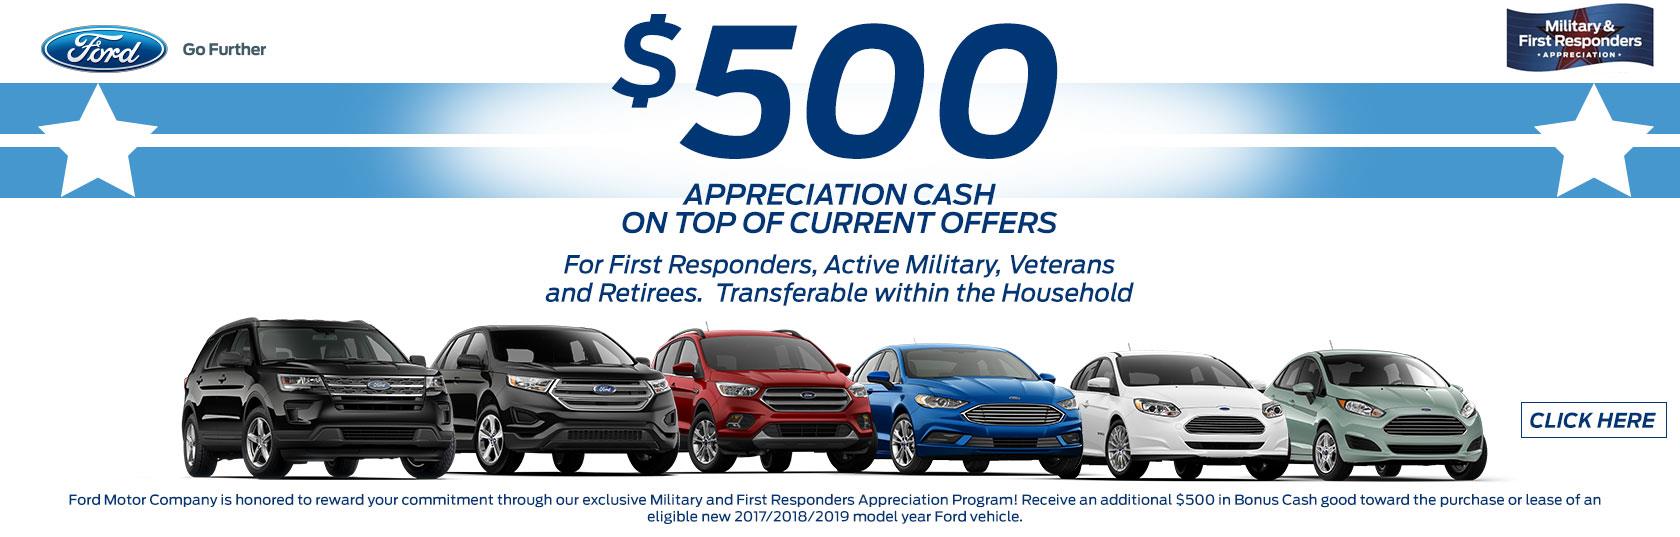 Ford Go Further
Military &
First Responders
• APPRECIATION •
$500
APPRECIATION CASH
ON TOP OF CURRENT OFFERS
For First Responders, Active Military, Veterans
and Retirees. Transferable within the Household
CLICK HERE
Ford Motor Company is honored to reward your commitment through our exclusive Military and First Responders Appreciation Program! Receive an additional $500 in Bonus Cash good toward the purchase or lease of an
eligible new 2017/2018/2019 model year Ford vehicle.